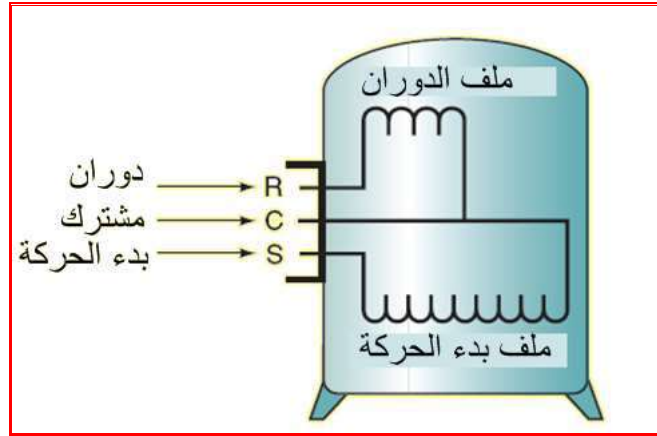 ملف الدوران
دوران R
مشترك C
بدء الحركة S
ملف بدء الحركة